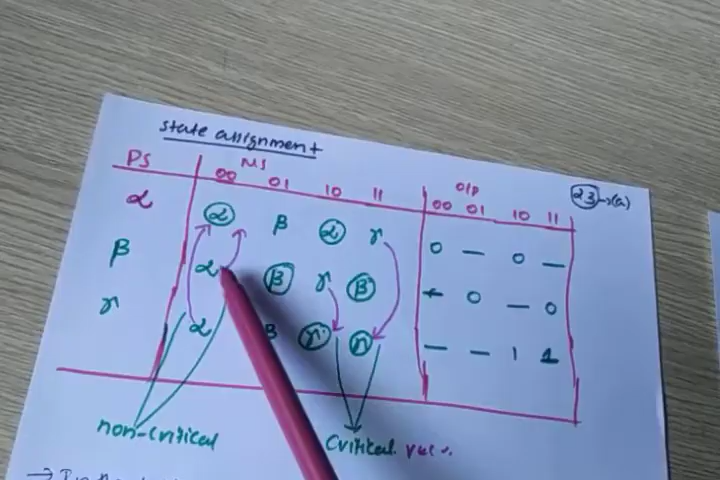 state assignment
PS NS O/P
00 01 10 11 00 01 10 11 23→(a)
α α β α r 0 — 0 —
β α β r β — 0 — 0
r α β r r — — 1 1
non-critical critical